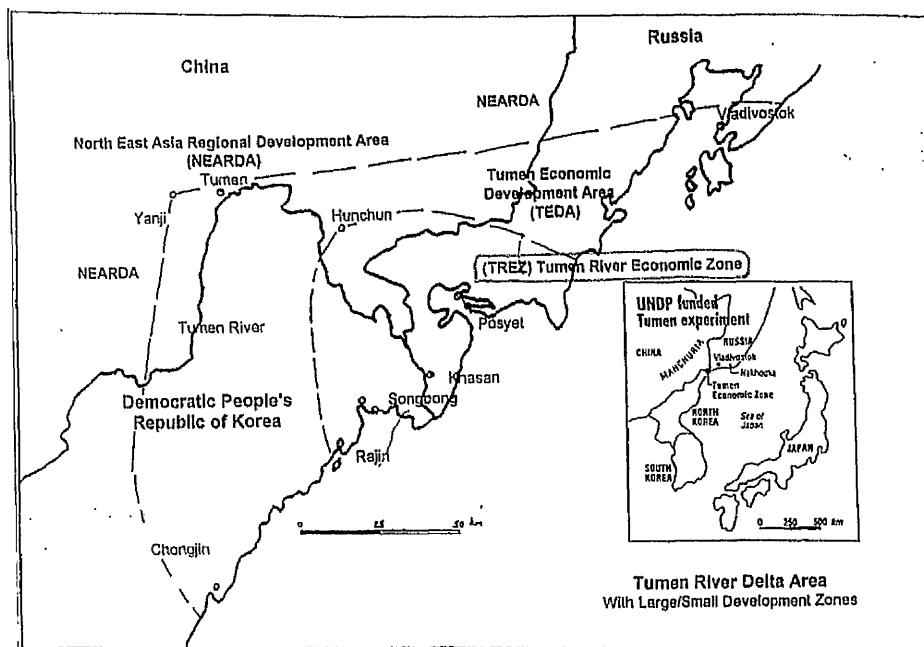 China
Russia
NEARDA
Vladivostok
North East Asia Regional Development Area
(NEARDA)
Tumen
Yanji
Hunchun
Tumen Economic
Development Area
(TEDA)
NEARDA
(TREZ) Tumen River Economic Zone
Tumen River
Posyet
Khasan
Democratic People's
Republic of Korea
Songbong
Rajin
0 25 50 km
Chongjin
UNDP funded
Tumen experiment
CHINA
MANCHURIA
RUSSIA
Vladivostok
Nakhodka
Tumen
Economic Zone
NORTH
KOREA
Sea of
Japan
JAPAN
SOUTH
KOREA
0 250 500 km
Tumen River Delta Area
With Large/Small Development Zones